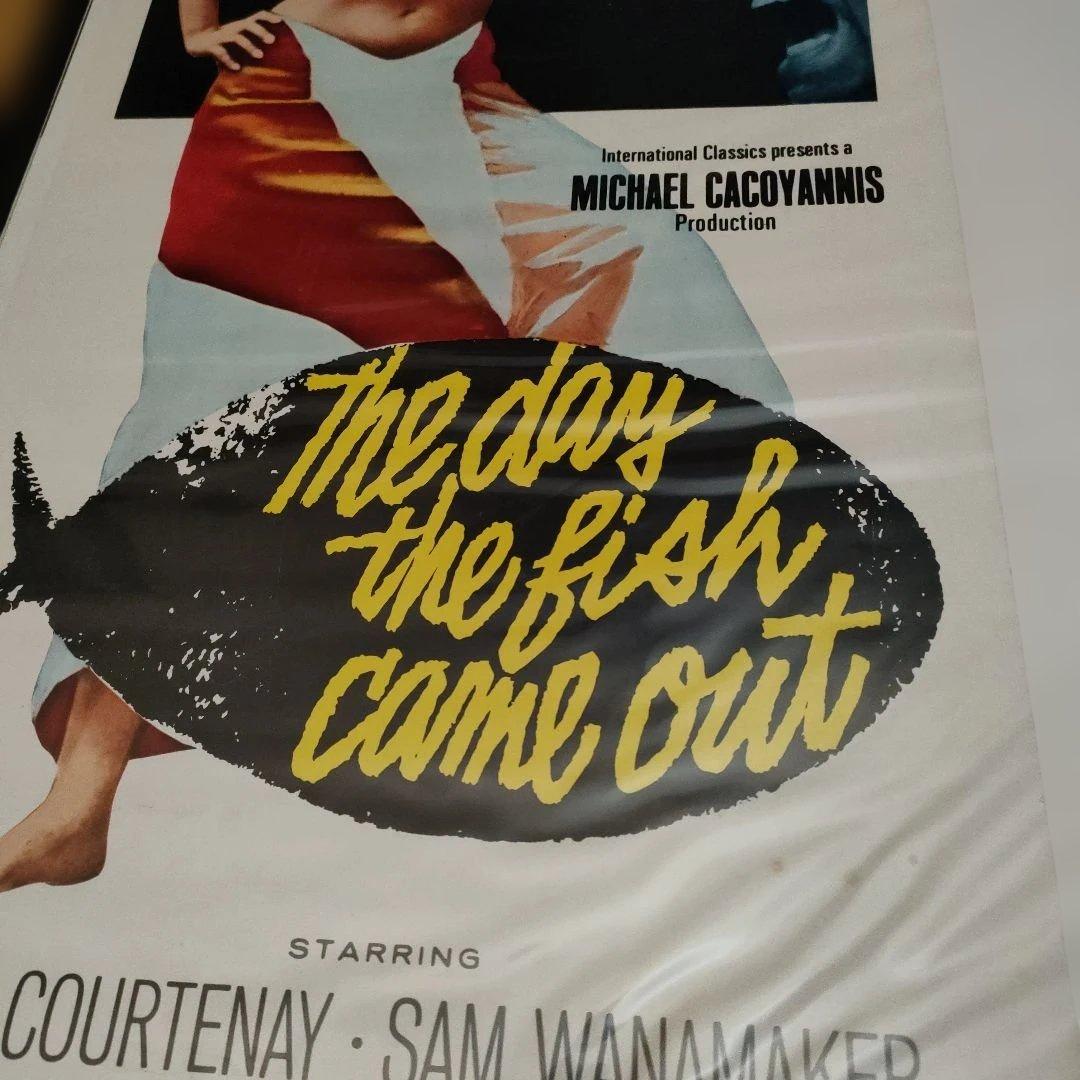 International Classics presents a
MICHAEL CACOYANNIS
Production
the day
the fish
came out
STARRING
COURTENAY · SAM WANAMAKER